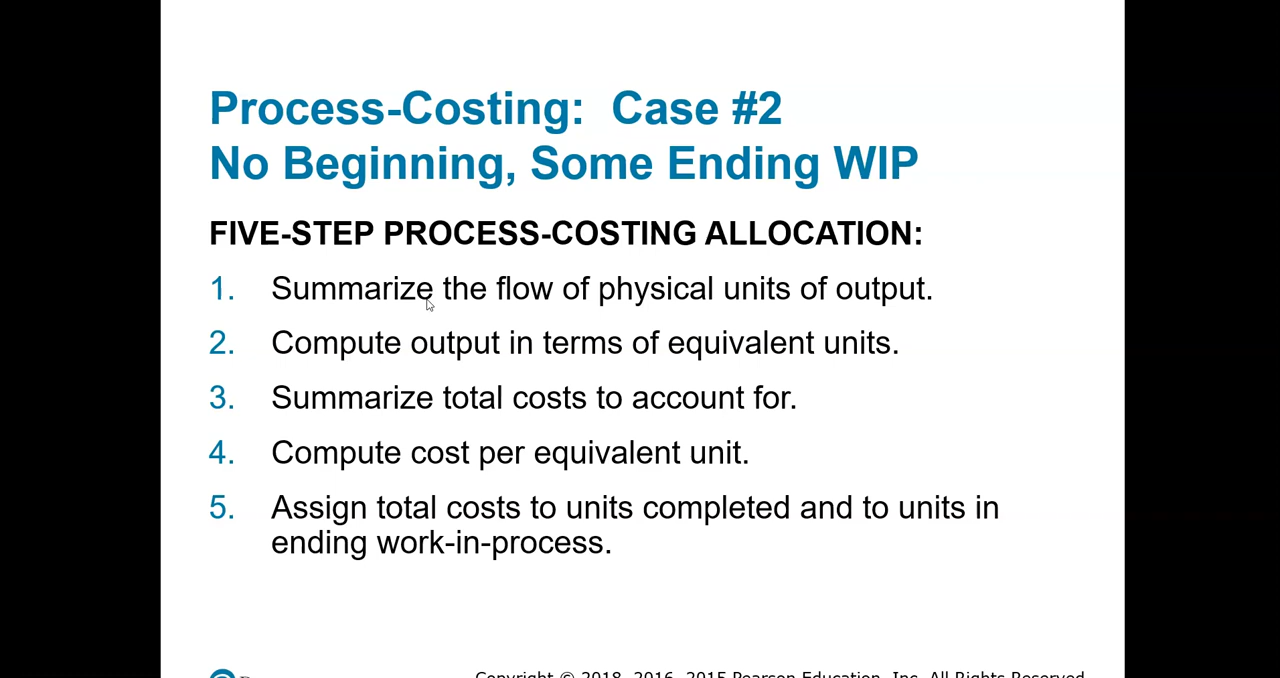 Process-Costing: Case #2
No Beginning, Some Ending WIP
FIVE-STEP PROCESS-COSTING ALLOCATION:
1. Summarize the flow of physical units of output.
2. Compute output in terms of equivalent units.
3. Summarize total costs to account for.
4. Compute cost per equivalent unit.
5. Assign total costs to units completed and to units in
ending work-in-process.
Copyright © 2018, 2016, 2015 Pearson Education, Inc. All Rights Reserved